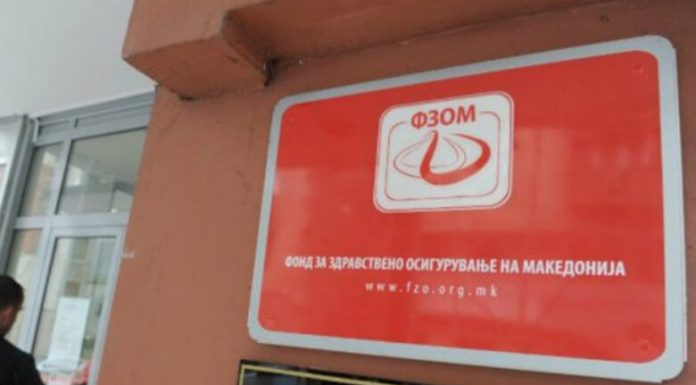 ФЗОМ
ФОНД ЗА ЗДРАВСТВЕНО ОСИГУРУВАЊЕ НА МАКЕДОНИЈА
www.fzo.org.mk